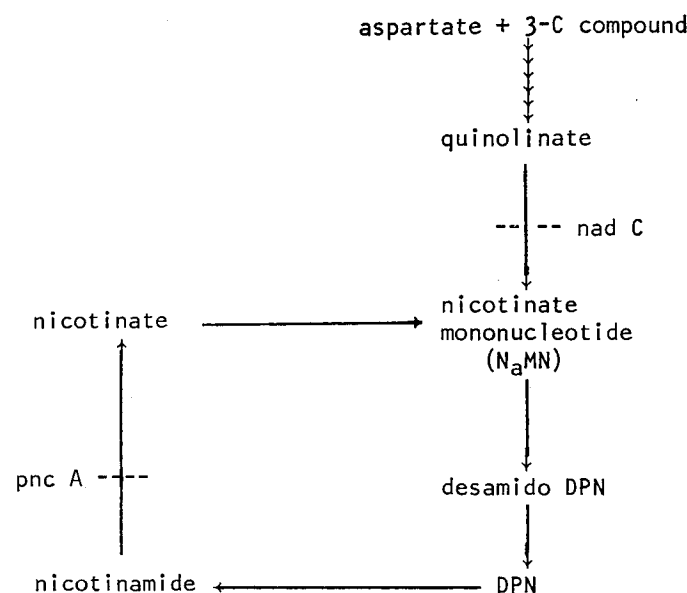 aspartate + 3-C compound
quinolinate
-- -- nad C
nicotinate
nicotinate
mononucleotide
(NaMN)
pnc A ----
desamido DPN
nicotinamide
DPN